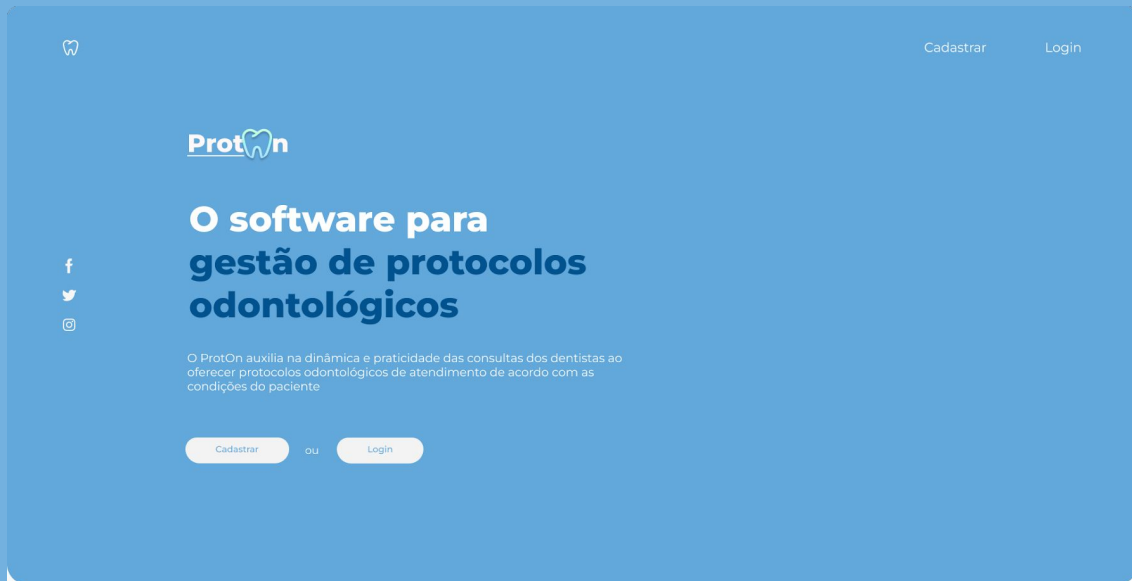 Cadastrar
Login
ProtOn
O software para
gestão de protocolos
odontológicos
O ProtOn auxilia na dinâmica e praticidade das consultas dos dentistas ao
oferecer protocolos odontológicos de atendimento de acordo com as
condições do paciente
Cadastrar ou Login